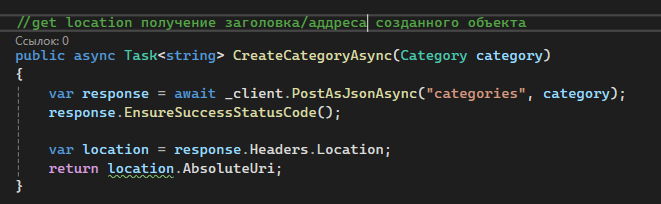 //get location получение заголовка/аддреса созданного объекта
Ссылок: 0
public async Task<string> CreateCategoryAsync(Category category)
{
var response = await _client.PostAsJsonAsync("categories", category);
response.EnsureSuccessStatusCode();
var location = response.Headers.Location;
return location.AbsoluteUri;
}